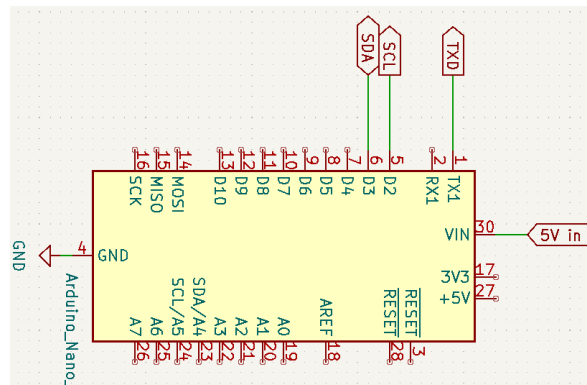 SDA
SCL
TXD
16
15
14
13
12
11
10
9
8
7
6
5
2
1
SCK
MISO
MOSI
D10
D9
D8
D7
D6
D5
D4
D3
D2
RX1
TX1
VIN
30
5V in
GND
4
GND
3V3
17
+5V
27
Arduino_Nano_
A7
A6
SCL/A5
SDA/A4
A3
A2
A1
A0
AREF
RESET
RESET
26
25
24
23
22
21
20
19
18
28
3